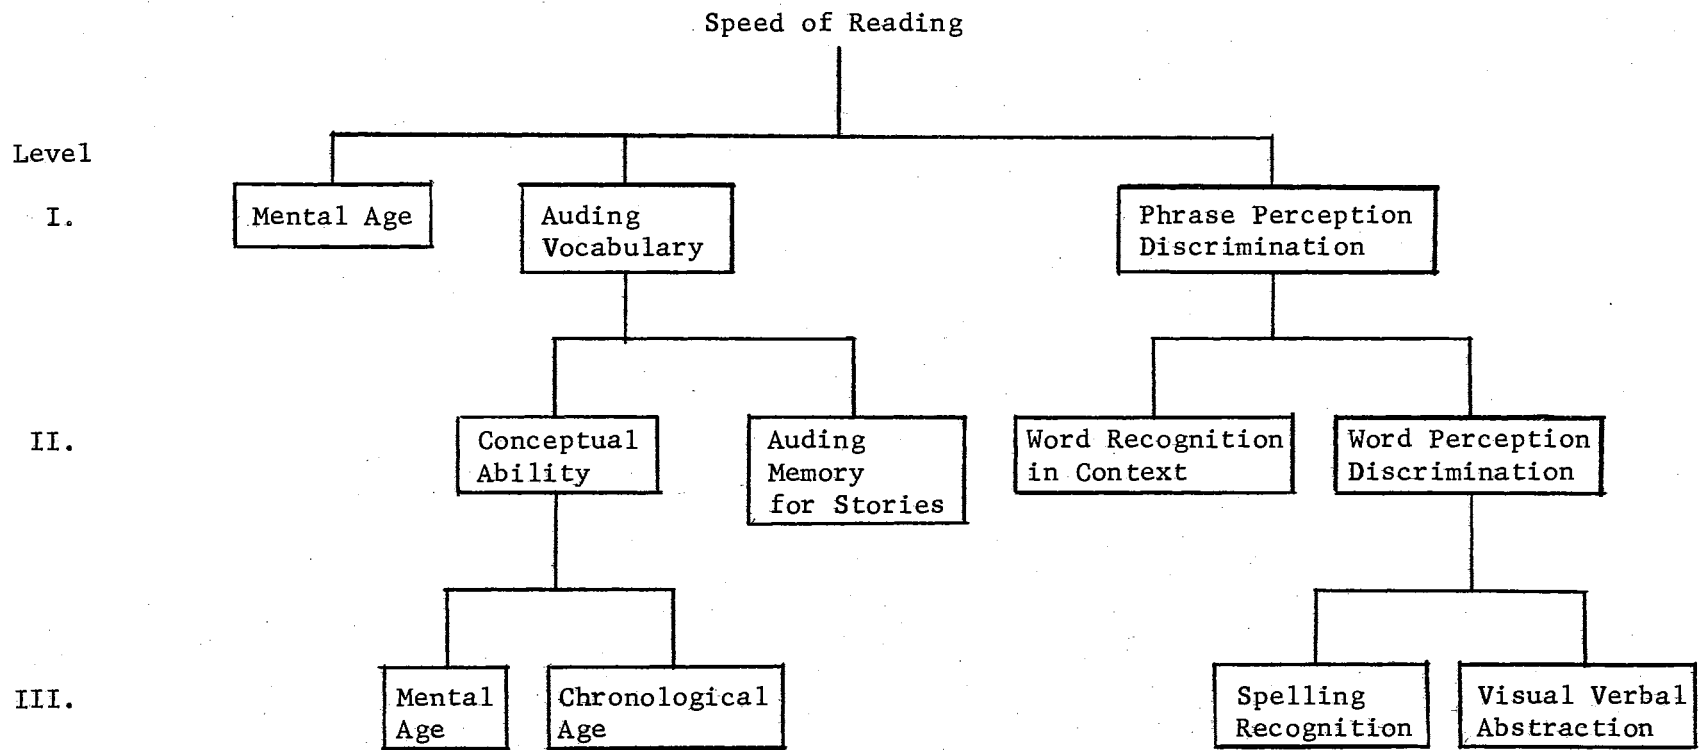 Speed of Reading
Level
I.
Mental Age
Auding
Vocabulary
Phrase Perception
Discrimination
II.
Conceptual
Ability
Auding
Memory
for Stories
Word Recognition
in Context
Word Perception
Discrimination
III.
Mental
Age
Chronological
Age
Spelling
Recognition
Visual Verbal
Abstraction